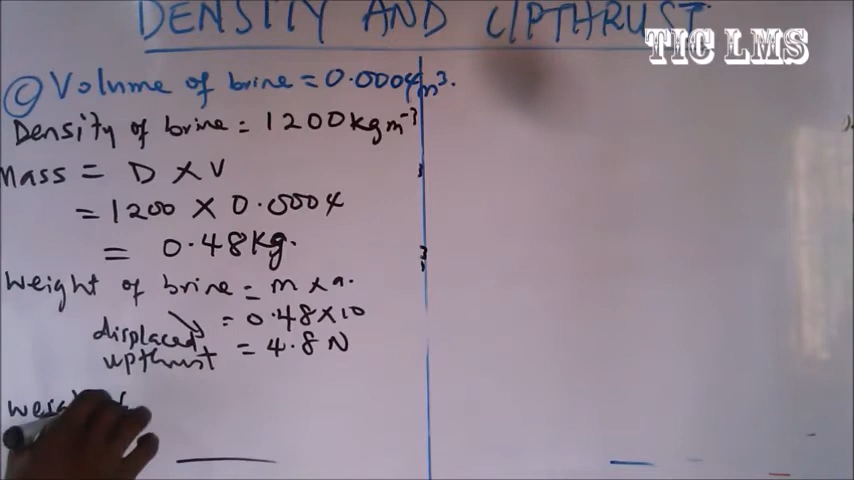 DENSITY AND UPTHRUST
TIC LMS
(c) Volume of brine = 0.0004m³.
Density of brine = 1200kgm⁻³
Mass = D × V
= 1200 × 0.0004
= 0.48kg.
Weight of brine = m × a.
displaced = 0.48×10
upthrust = 4.8N